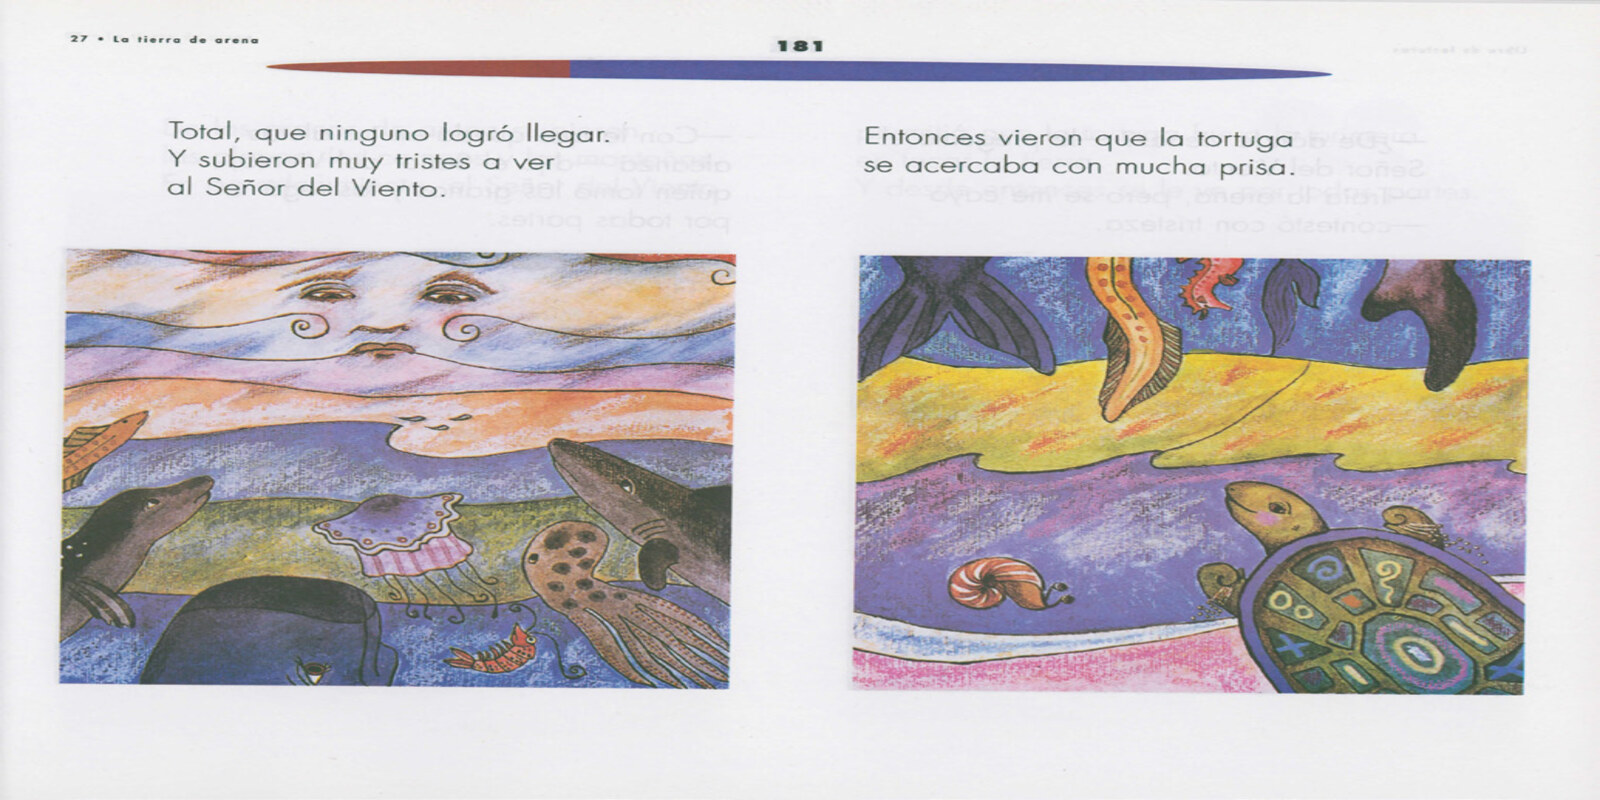 27 • La tierra de arena
181
Total, que ninguno logró llegar.
Y subieron muy tristes a ver
al Señor del Viento.
Entonces vieron que la tortuga
se acercaba con mucha prisa.